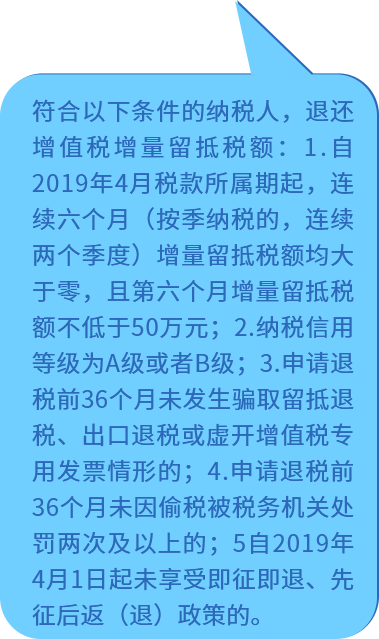 符合以下条件的纳税人，退还
增值税增量留抵税额：1.自
2019年4月税款所属期起，连
续六个月（按季纳税的，连续
两个季度）增量留抵税额均大
于零，且第六个月增量留抵税
额不低于50万元；2.纳税信用
等级为A级或者B级；3.申请退
税前36个月未发生骗取留抵退
税、出口退税或虚开增值税专
用发票情形的；4.申请退税前
36个月未因偷税被税务机关处
罚两次及以上的；5自2019年
4月1日起未享受即征即退、先
征后返（退）政策的。